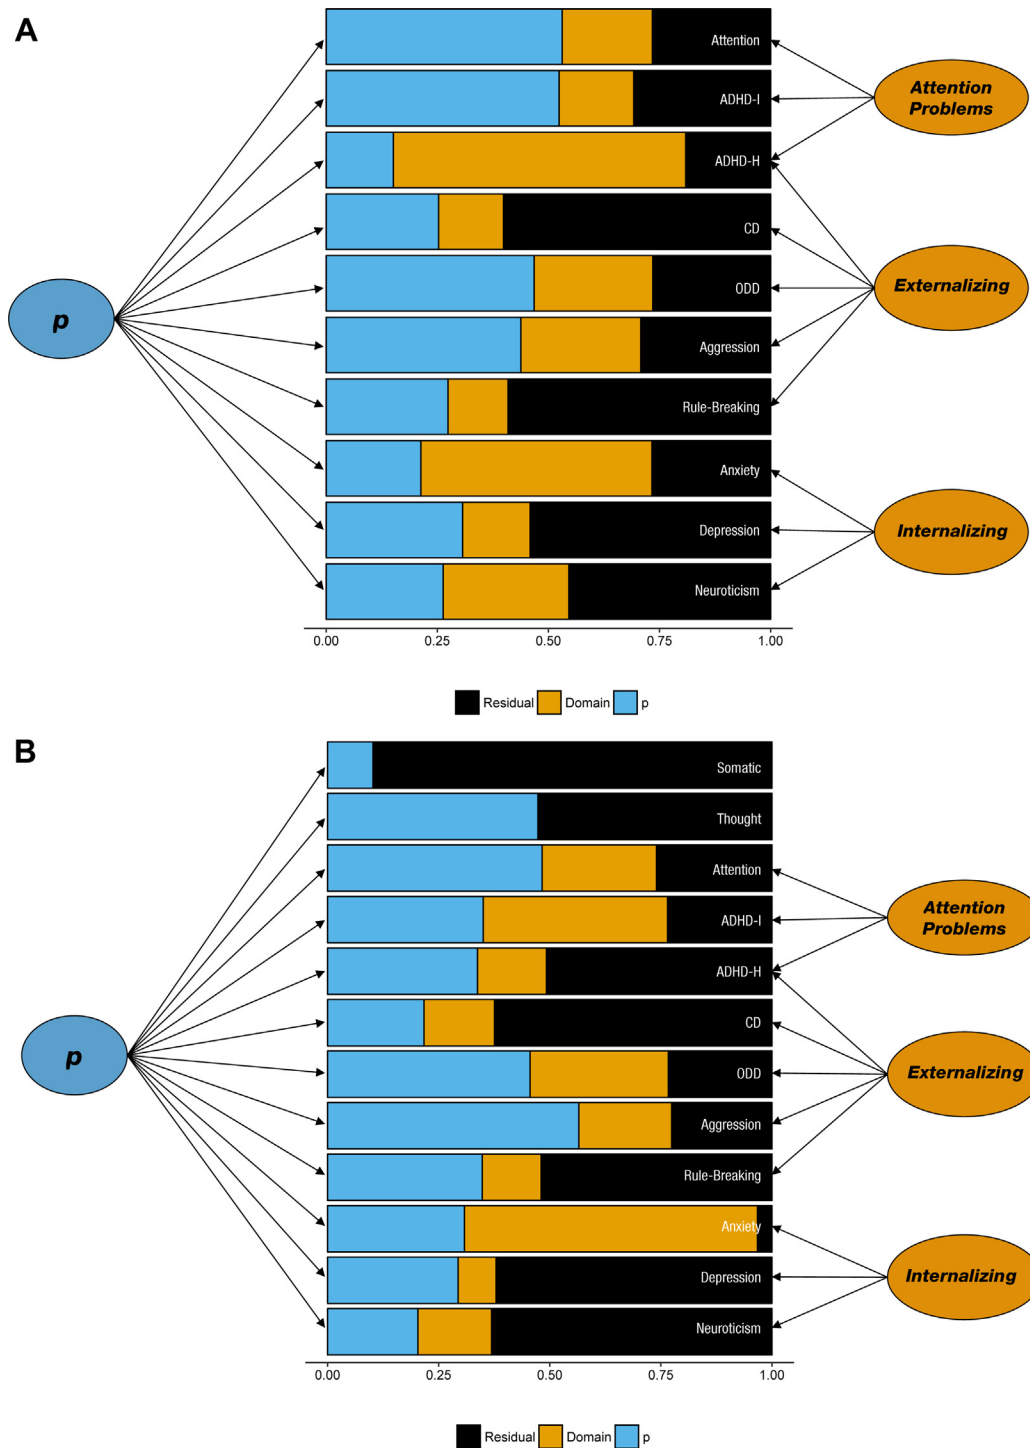 A
p
Attention
ADHD-I
ADHD-H
CD
ODD
Aggression
Rule-Breaking
Anxiety
Depression
Neuroticism
Attention
Problems
Externalizing
Internalizing
0.00 0.25 0.50 0.75 1.00
Residual Domain p
B
p
Somatic
Thought
Attention
ADHD-I
ADHD-H
CD
ODD
Aggression
Rule-Breaking
Anxiety
Depression
Neuroticism
Attention
Problems
Externalizing
Internalizing
0.00 0.25 0.50 0.75 1.00
Residual Domain p